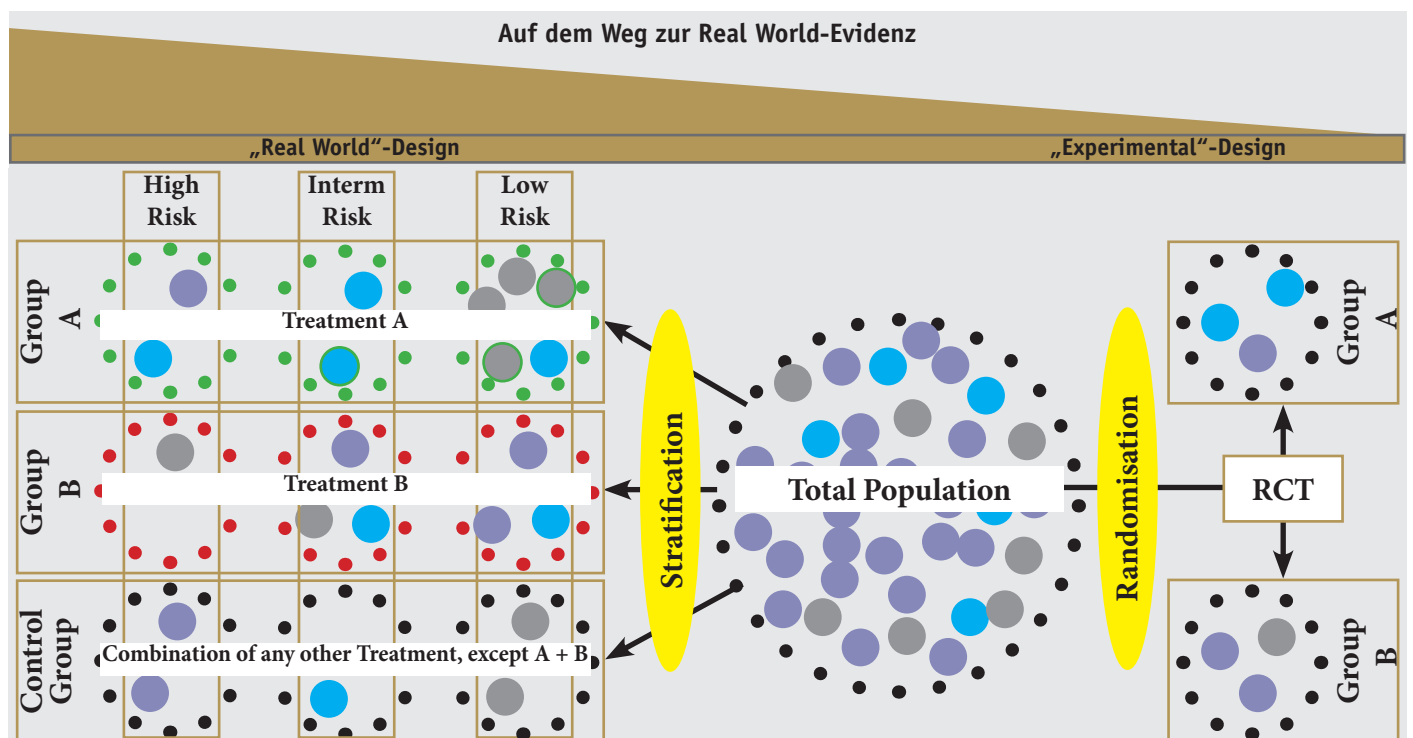 Auf dem Weg zur Real World-Evidenz
„Real World“-Design
„Experimental“-Design
High
Risk
Interm
Risk
Low
Risk
Group
A
Treatment A
Group
B
Treatment B
Control
Group
Combination of any other Treatment, except A + B
Stratification
Total Population
Randomisation
RCT
Group
A
Group
B